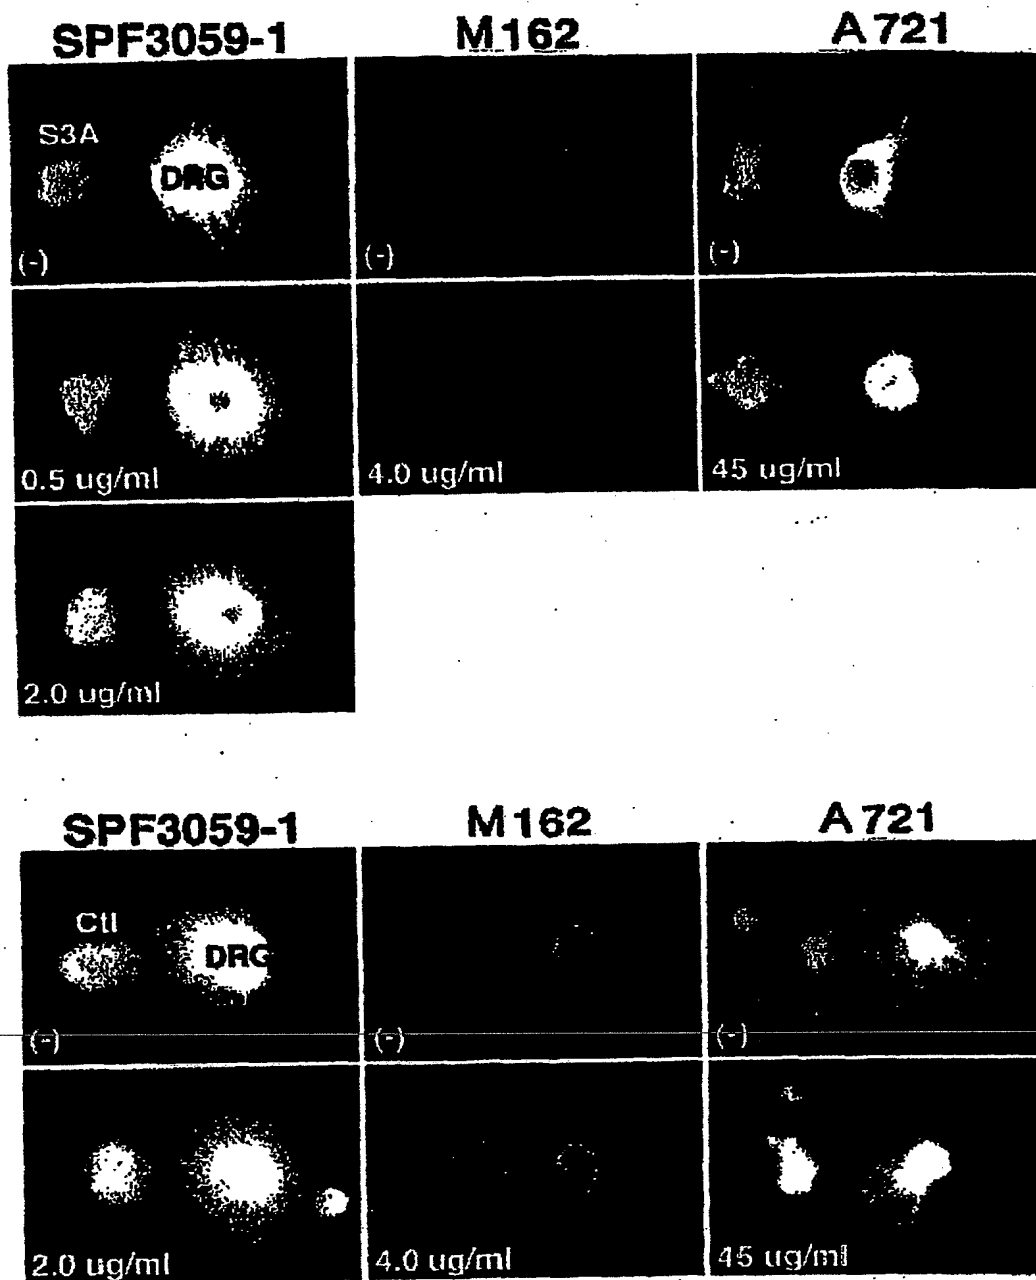 SPF3059-1 M162 A721
S3A
DRG
(-) (-) (-)
0.5 ug/ml 4.0 ug/ml 45 ug/ml
2.0 ug/ml
SPF3059-1 M162 A721
Ctl
DRG
(-) (-) (-)
2.0 ug/ml 4.0 ug/ml 45 ug/ml